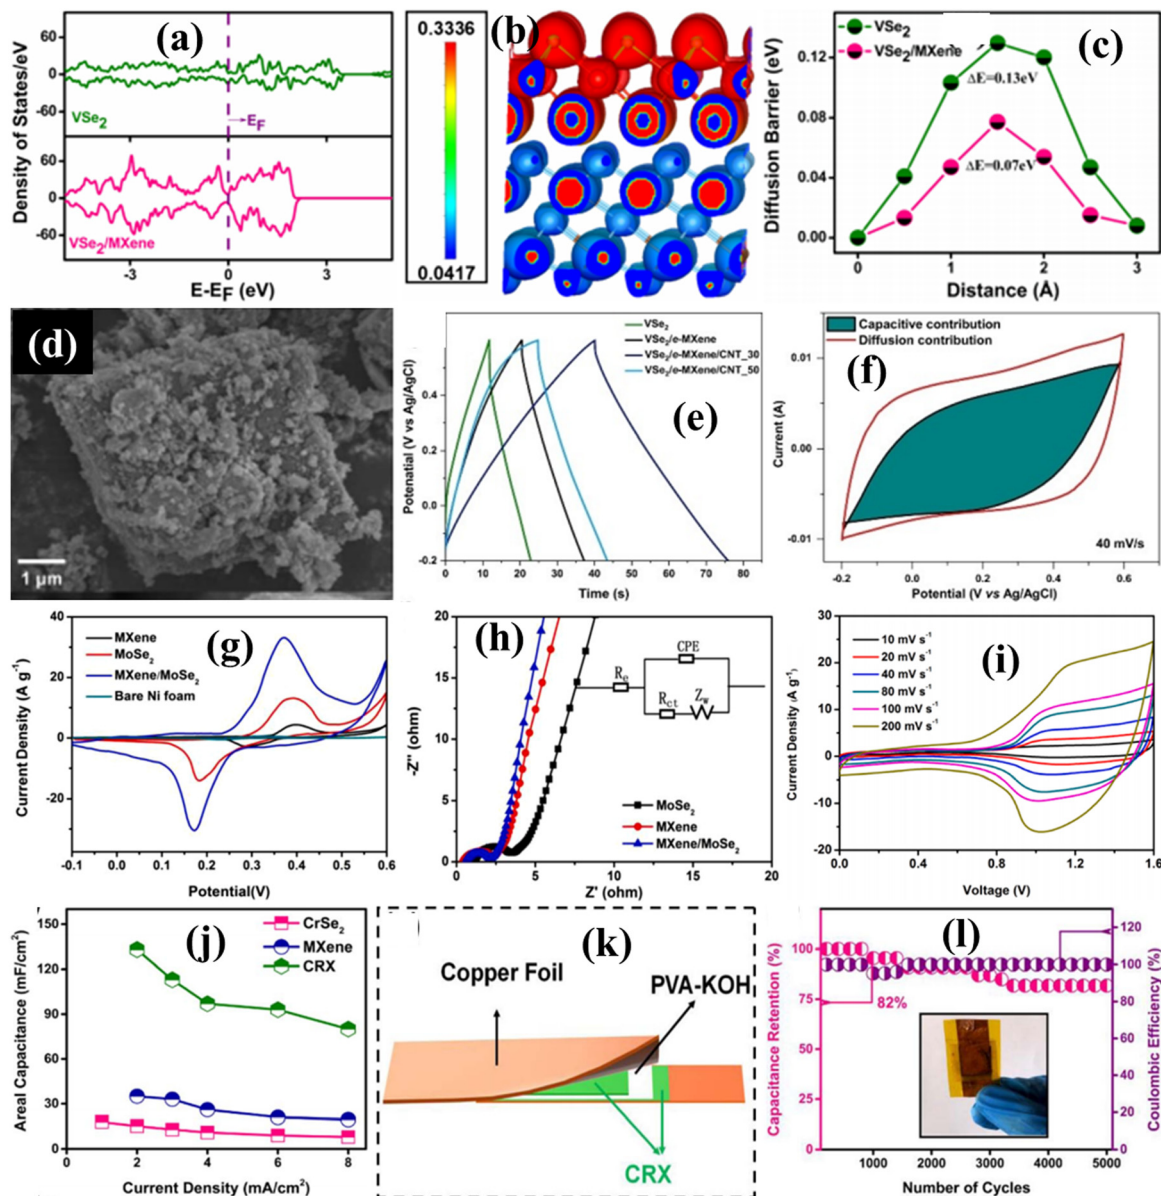 (a)
60
0
-60
VSe2
EF
60
0
-60
VSe2/MXene
-3
0
3
Density of States/eV
E-EF (eV)
(b)
0.3336
0.0417
(c)
VSe2
VSe2/MXene
ΔE=0.13eV
ΔE=0.07eV
0.12
0.08
0.04
0.00
0
1
2
3
Diffusion Barrier (eV)
Distance (Å)
(d)
1 μm
(e)
VSe2
VSe2/e-MXene
VSe2/e-MXene/CNT_30
VSe2/e-MXene/CNT_50
0.4
0.0
-0.2
0 10 20 30 40 50 60 70 80
Potenatial (V vs Ag/AgCl)
Time (s)
(f)
Capacitive contribution
Diffusion contribution
0.01
0.00
-0.01
-0.2 0.0 0.2 0.4 0.6
40 mV/s
Current (A)
Potential (V vs Ag/AgCl)
(g)
MXene
MoSe2
MXene/MoSe2
Bare Ni foam
40
20
0
-20
-0.1 0.0 0.1 0.2 0.3 0.4 0.5 0.6
Current Density (A g-1)
Potential(V)
(h)
Re
CPE
Rct
Zw
MoSe2
MXene
MXene/MoSe2
20
15
10
5
0
0 5 10 15 20
-Z'' (ohm)
Z' (ohm)
(i)
10 mV s-1
20 mV s-1
40 mV s-1
80 mV s-1
100 mV s-1
200 mV s-1
30
20
10
0
-10
-20
0.0 0.4 0.8 1.2 1.6
Current Density (A g-1)
Voltage (V)
(j)
CrSe2
MXene
CRX
150
120
90
60
30
0
0 2 4 6 8
Areal Capacitance (mF/cm2)
Current Density (mA/cm2)
(k)
Copper Foil
PVA-KOH
CRX
(l)
100
75
50
25
0
82%
120
100
80
60
40
20
0
1000 2000 3000 4000 5000
Capacitance Retention (%)
Coulombic Efficiency (%)
Number of Cycles